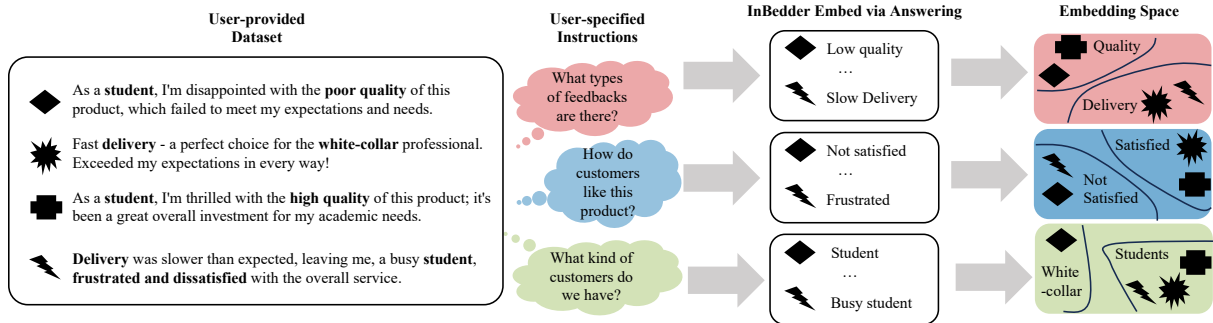 User-provided
Dataset
As a student, I'm disappointed with the poor quality of this
product, which failed to meet my expectations and needs.
Fast delivery - a perfect choice for the white-collar professional.
Exceeded my expectations in every way!
As a student, I'm thrilled with the high quality of this product; it's
been a great overall investment for my academic needs.
Delivery was slower than expected, leaving me, a busy student,
frustrated and dissatisfied with the overall service.
User-specified
Instructions
What types
of feedbacks
are there?
How do
customers
like this
product?
What kind of
customers do
we have?
InBedder Embed via Answering
Low quality
...
Slow Delivery
Not satisfied
...
Frustrated
Student
...
Busy student
Embedding Space
Quality
Delivery
Satisfied
Not
Satisfied
White
-collar
Students